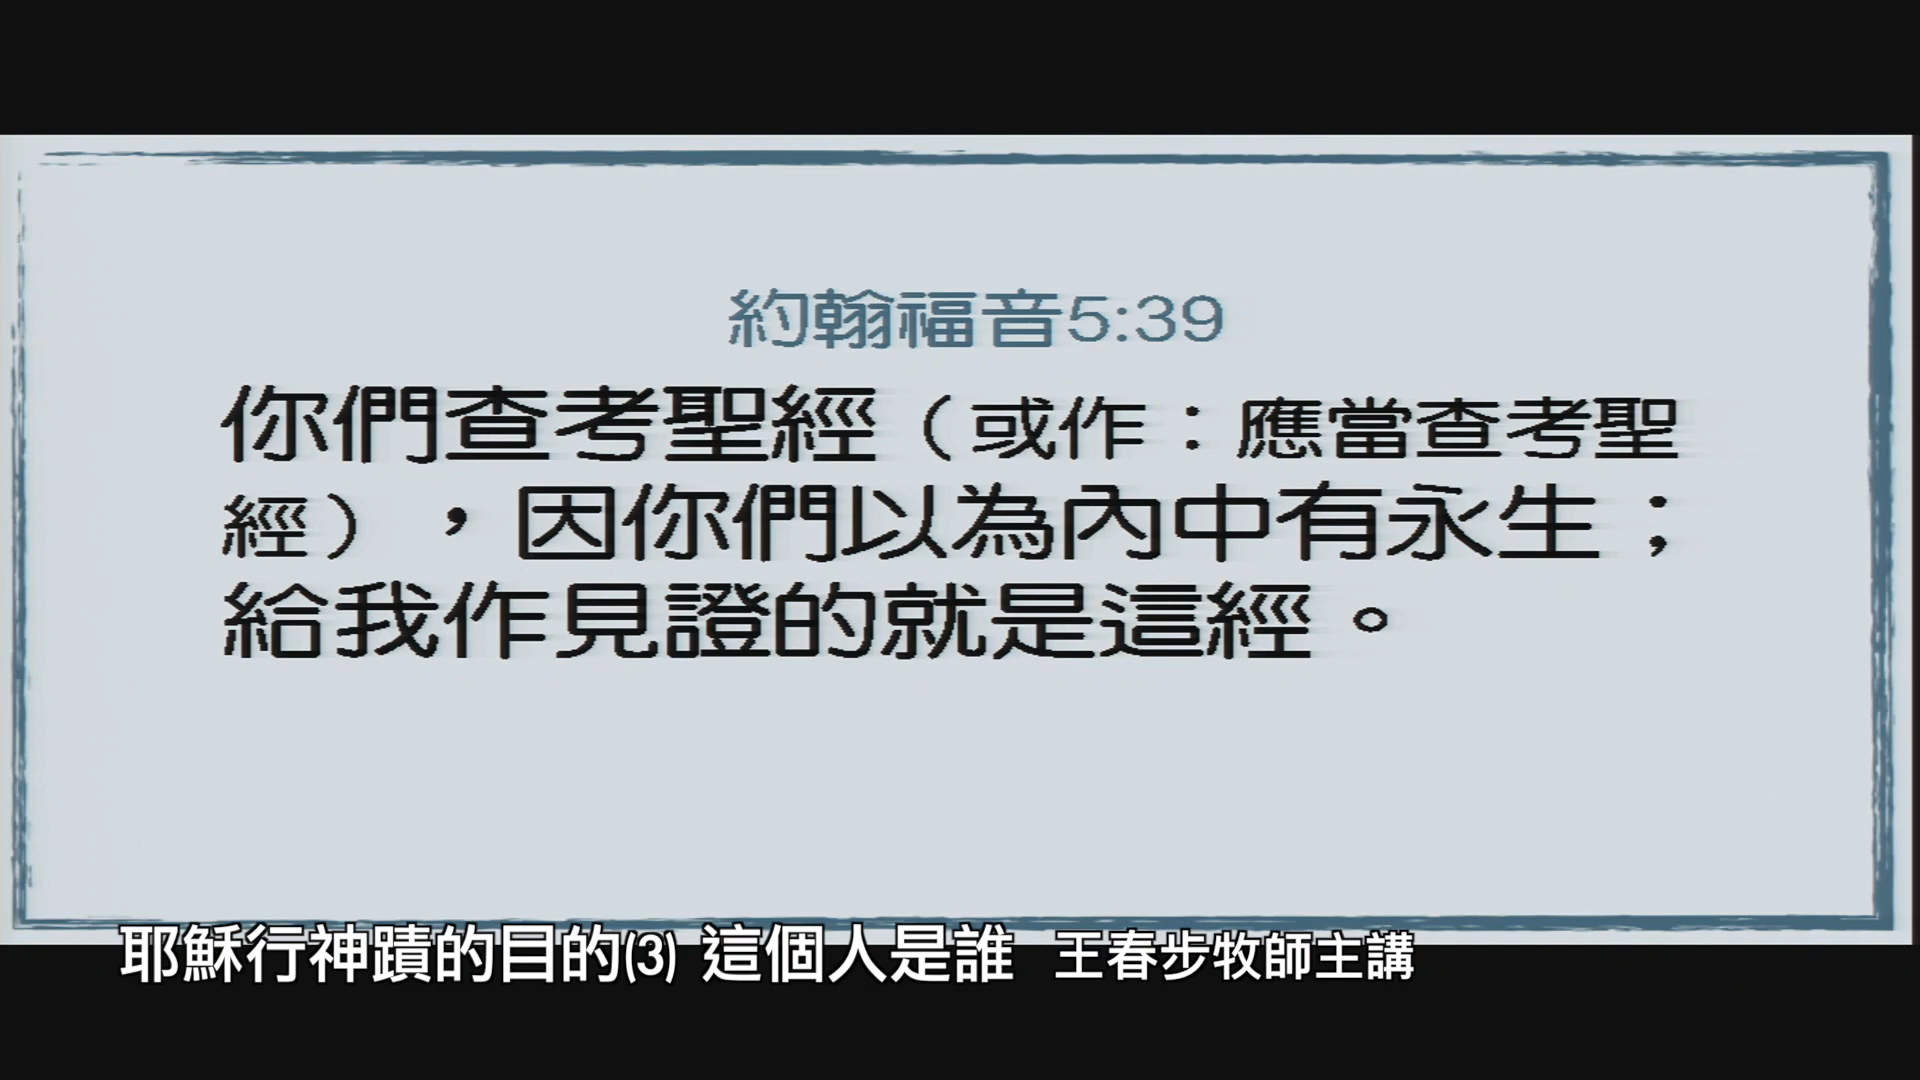 約翰福音5:39
你們查考聖經（或作：應當查考聖
經），因你們以為內中有永生；
給我作見證的就是這經。
耶穌行神蹟的目的(3) 這個人是誰 王春步牧師主講